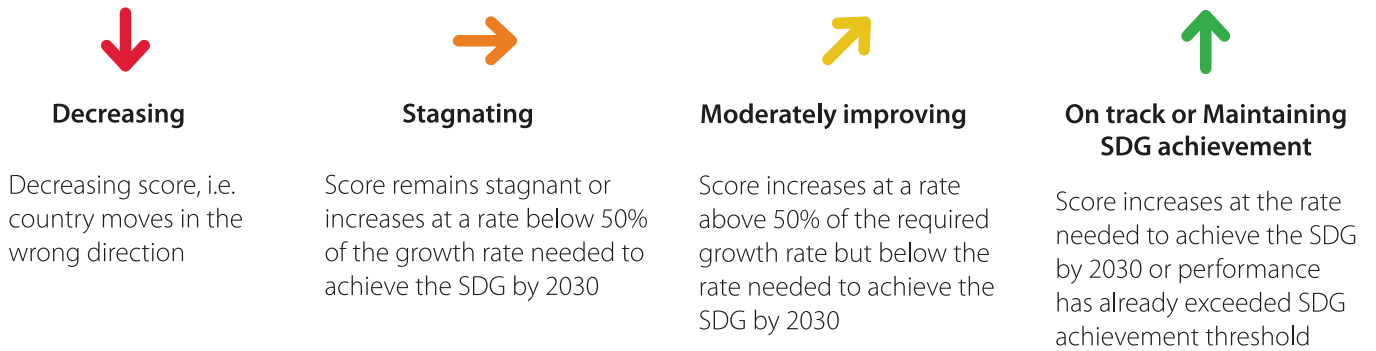 Decreasing
Decreasing score, i.e.
country moves in the
wrong direction
Stagnating
Score remains stagnant or
increases at a rate below 50%
of the growth rate needed to
achieve the SDG by 2030
Moderately improving
Score increases at a rate
above 50% of the required
growth rate but below the
rate needed to achieve the
SDG by 2030
On track or Maintaining
SDG achievement
Score increases at the rate
needed to achieve the SDG
by 2030 or performance
has already exceeded SDG
achievement threshold